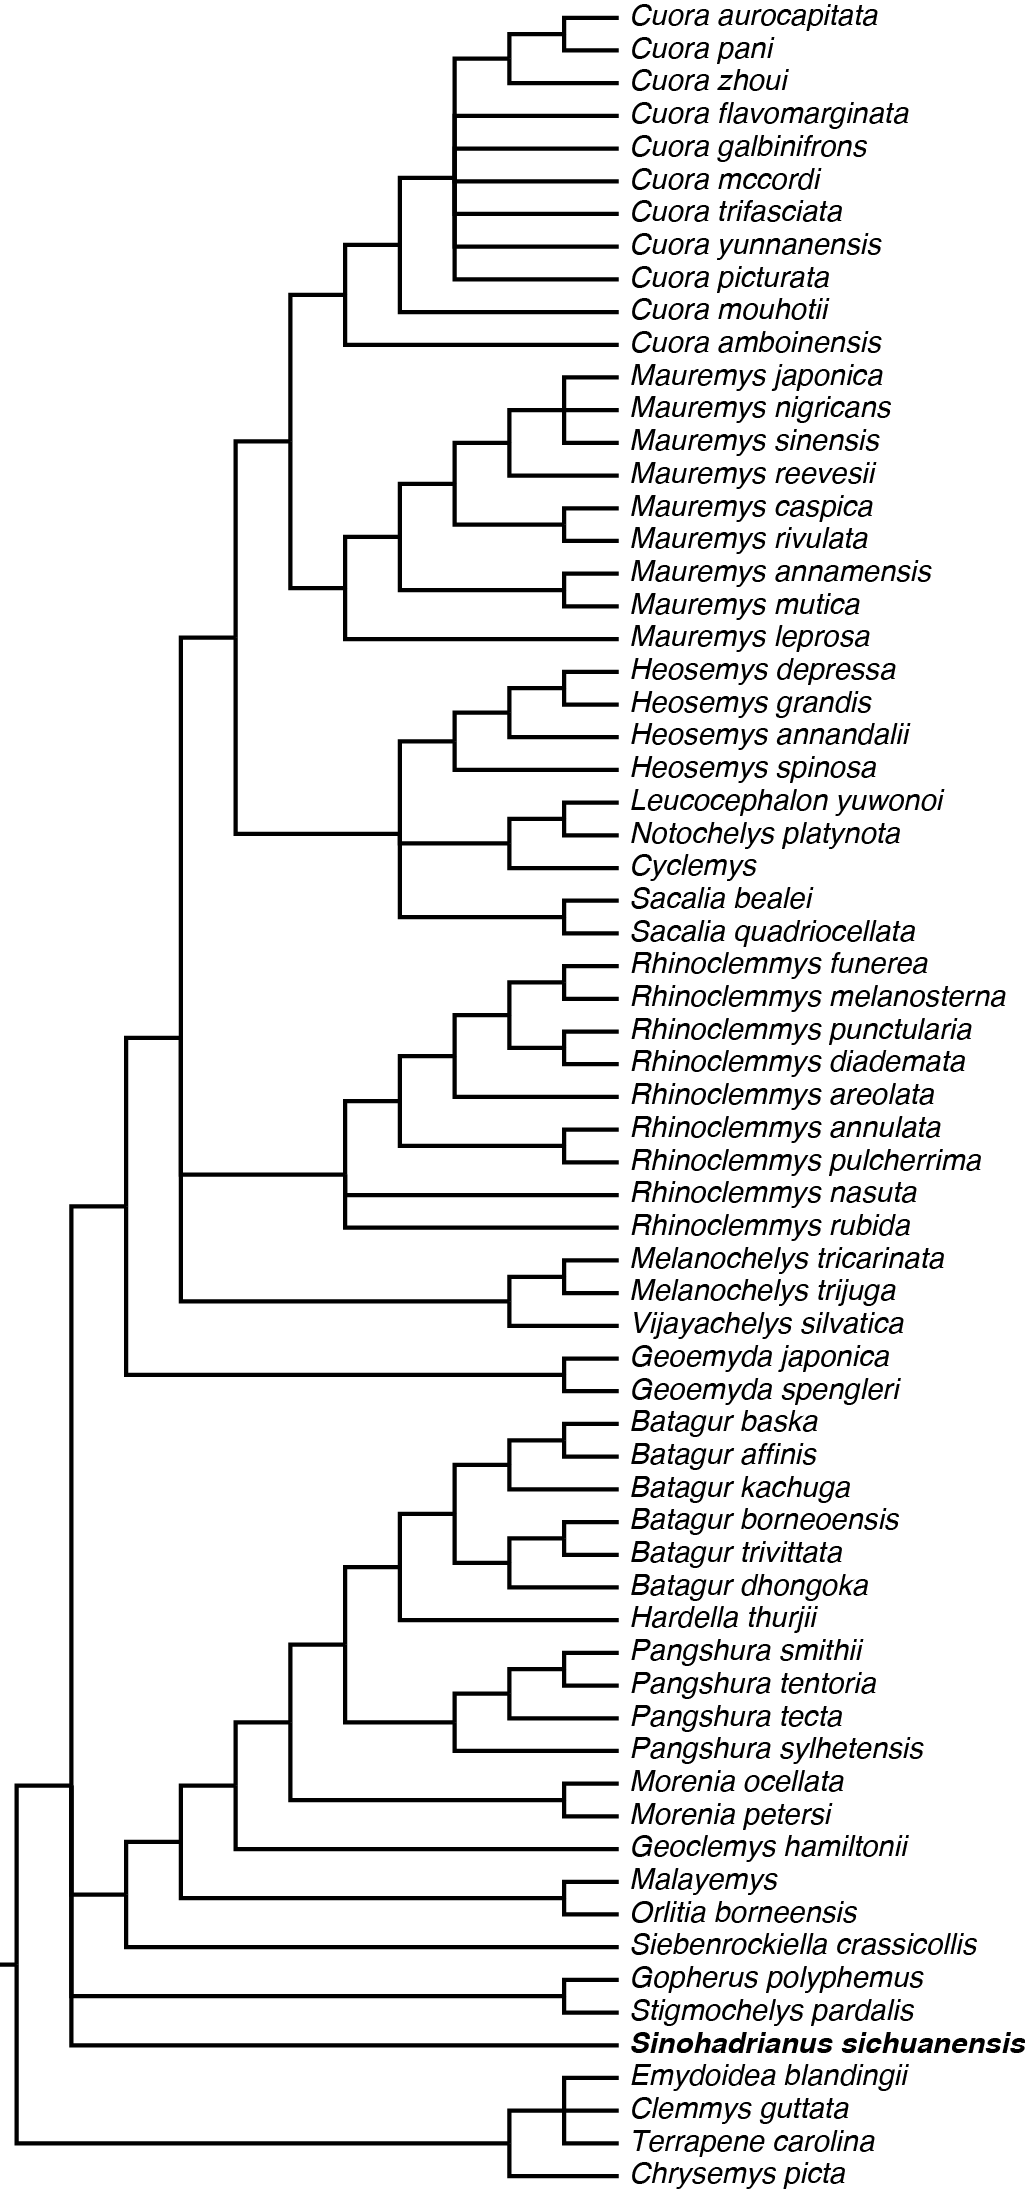 Cuora aurocapitata
Cuora pani
Cuora zhoui
Cuora flavomarginata
Cuora galbinifrons
Cuora mccordi
Cuora trifasciata
Cuora yunnanensis
Cuora picturata
Cuora mouhotii
Cuora amboinensis
Mauremys japonica
Mauremys nigricans
Mauremys sinensis
Mauremys reevesii
Mauremys caspica
Mauremys rivulata
Mauremys annamensis
Mauremys mutica
Mauremys leprosa
Heosemys depressa
Heosemys grandis
Heosemys annandalii
Heosemys spinosa
Leucocephalon yuwonoi
Notochelys platynota
Cyclemys
Sacalia bealei
Sacalia quadriocellata
Rhinoclemmys funerea
Rhinoclemmys melanosterna
Rhinoclemmys punctularia
Rhinoclemmys diademata
Rhinoclemmys areolata
Rhinoclemmys annulata
Rhinoclemmys pulcherrima
Rhinoclemmys nasuta
Rhinoclemmys rubida
Melanochelys tricarinata
Melanochelys trijuga
Vijayachelys silvatica
Geoemyda japonica
Geoemyda spengleri
Batagur baska
Batagur affinis
Batagur kachuga
Batagur borneoensis
Batagur trivittata
Batagur dhongoka
Hardella thurjii
Pangshura smithii
Pangshura tentoria
Pangshura tecta
Pangshura sylhetensis
Morenia ocellata
Morenia petersi
Geoclemys hamiltonii
Malayemys
Orlitia borneensis
Siebenrockiella crassicollis
Gopherus polyphemus
Stigmochelys pardalis
Sinohadrianus sichuanensis
Emydoidea blandingii
Clemmys guttata
Terrapene carolina
Chrysemys picta